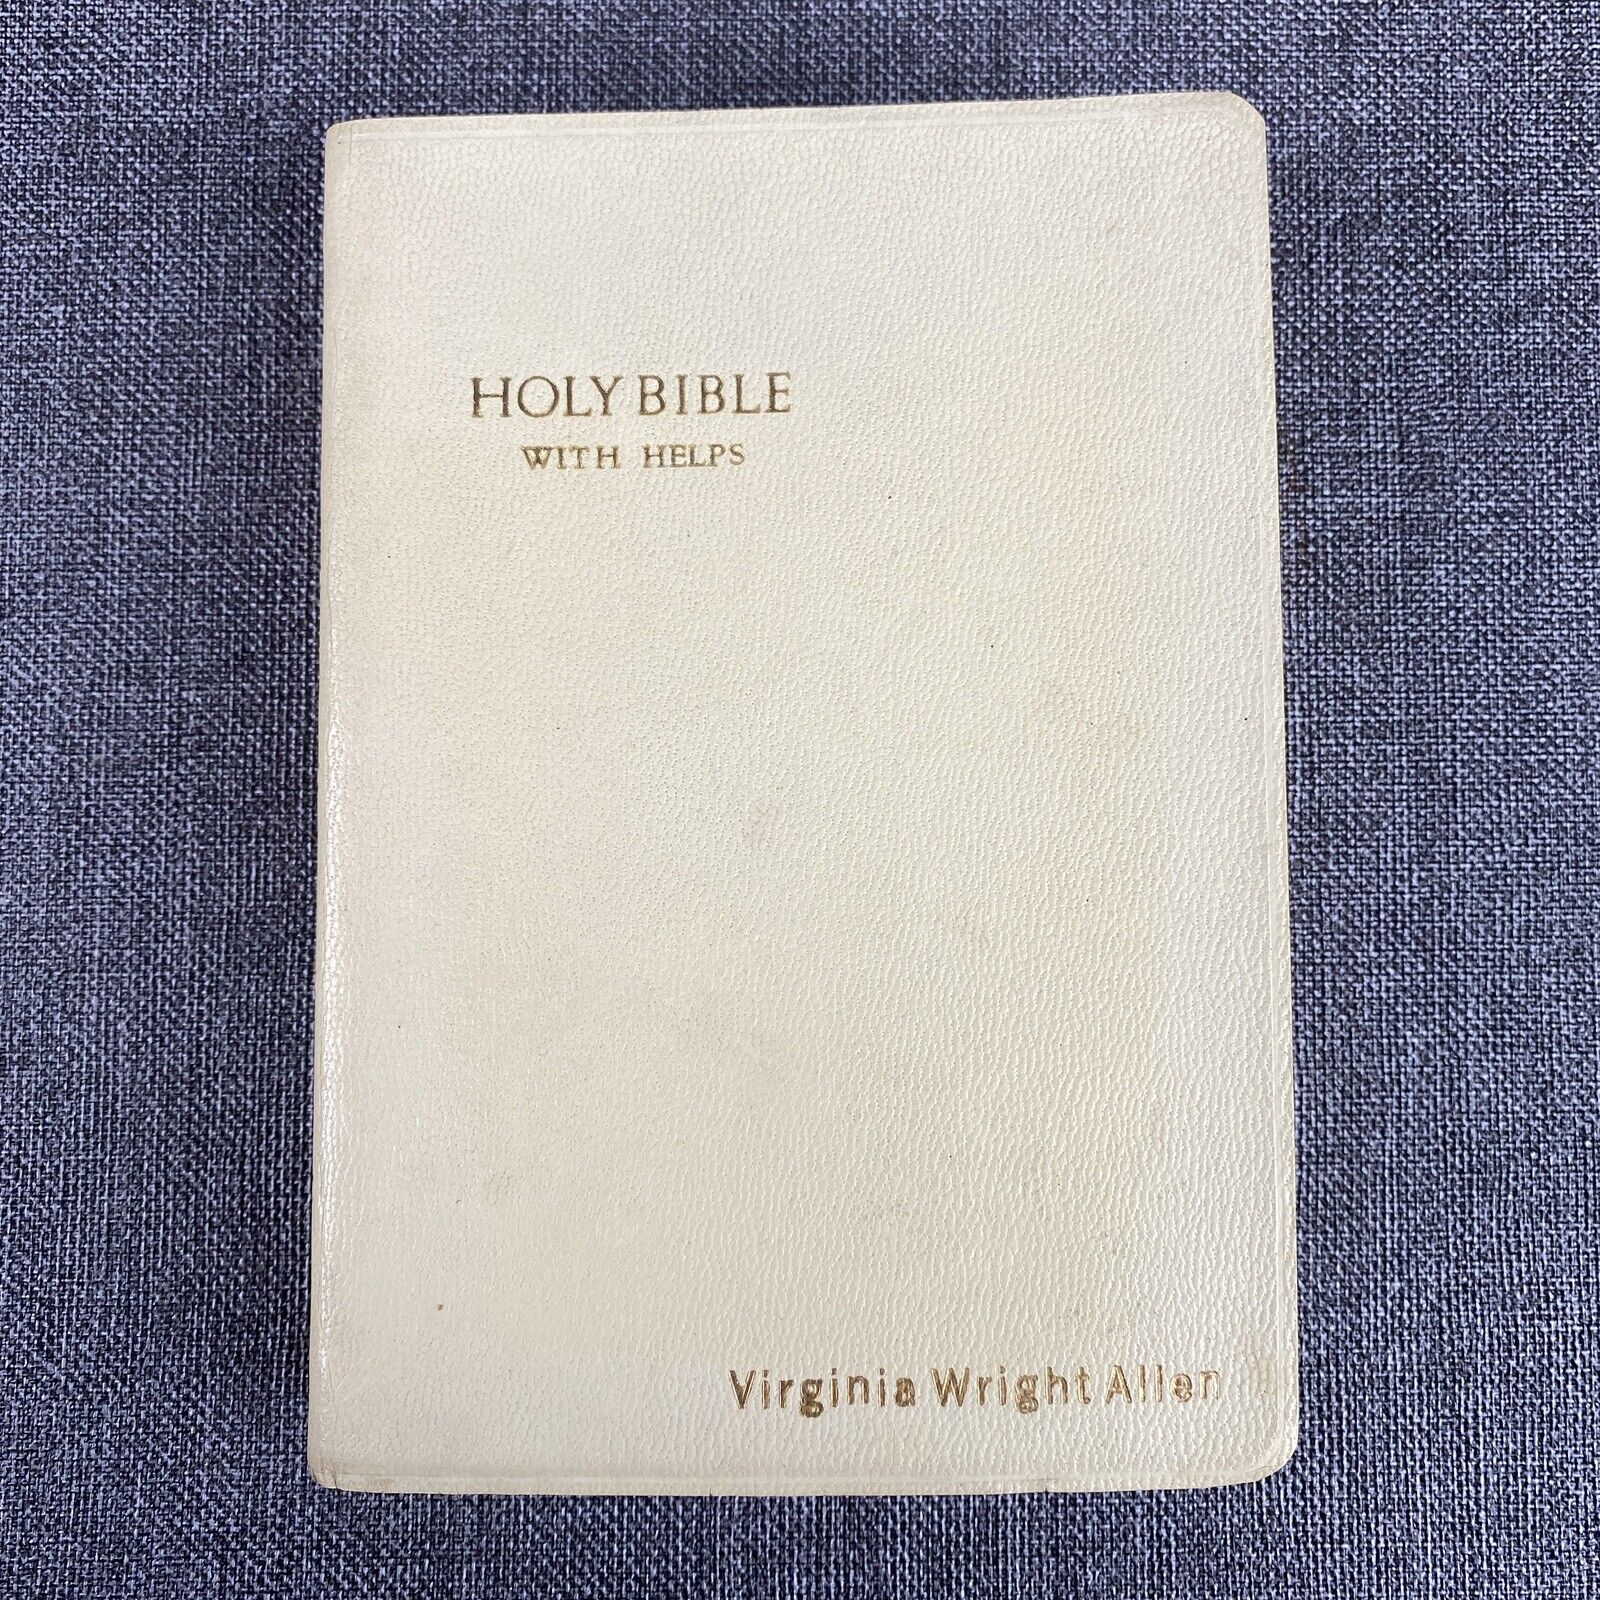 HOLY BIBLE
WITH HELPS
Virginia Wright Allen